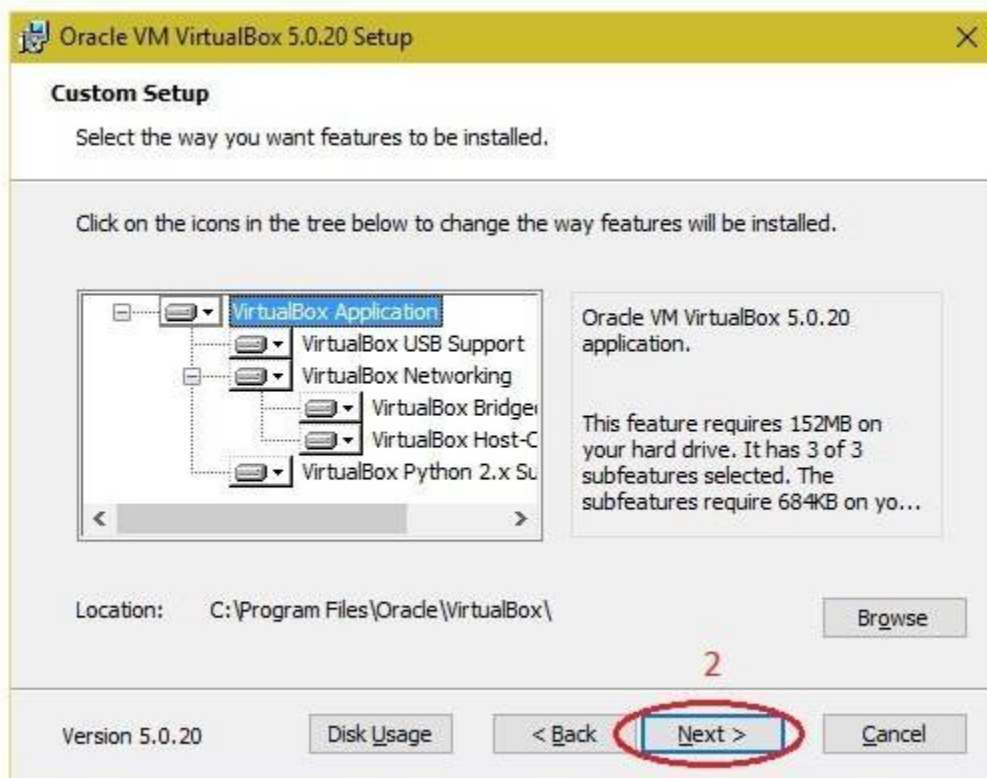 Oracle VM VirtualBox 5.0.20 Setup
Custom Setup
Select the way you want features to be installed.
Click on the icons in the tree below to change the way features will be installed.
VirtualBox Application
VirtualBox USB Support
VirtualBox Networking
VirtualBox Bridge
VirtualBox Host-C
VirtualBox Python 2.x Su
Oracle VM VirtualBox 5.0.20
application.
This feature requires 152MB on
your hard drive. It has 3 of 3
subfeatures selected. The
subfeatures require 684KB on yo...
Location: C:\Program Files\Oracle\VirtualBox\
Browse
2
Version 5.0.20
Disk Usage
< Back
Next >
Cancel